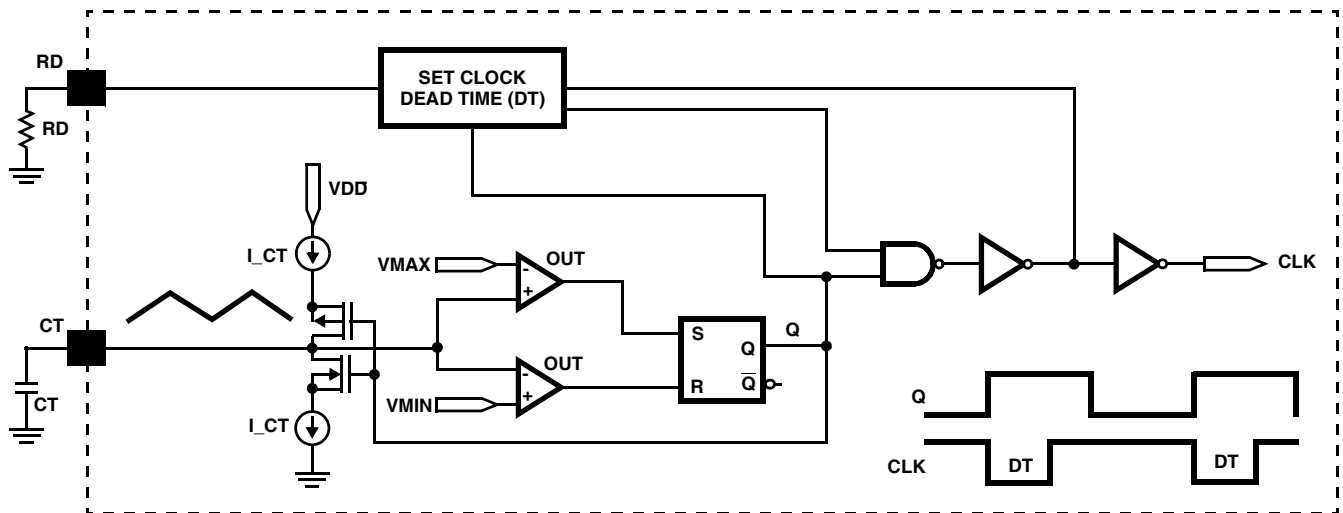 RD
SET CLOCK
DEAD TIME (DT)
RD
VDD
I_CT
VMAX
-
+
OUT
CLK
CT
S
Q
Q
OUT
-
+
R
Q
VMIN
CT
I_CT
Q
CLK
DT
DT